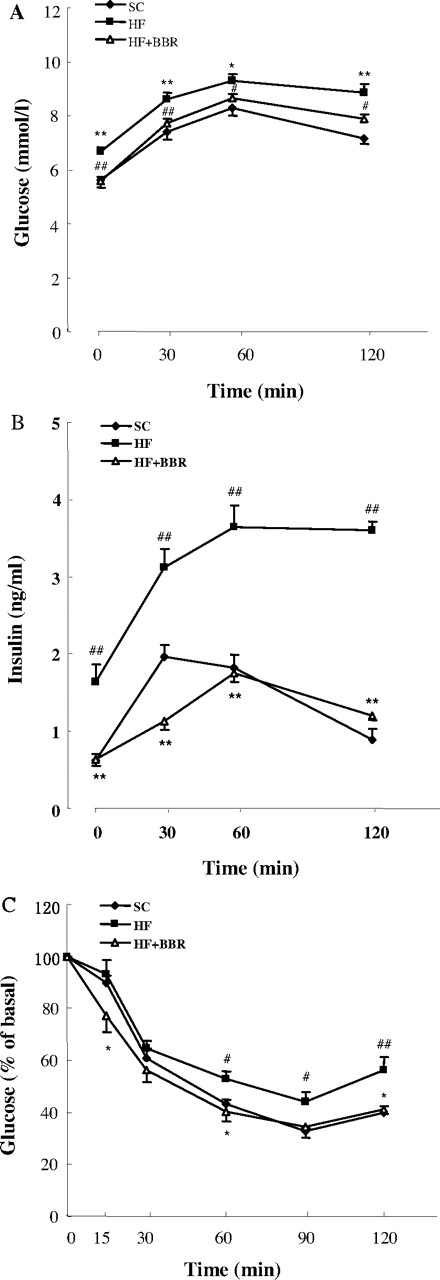 A
SC
HF
HF+BBR
12
10
8
6
4
2
0
Glucose (mmol/l)
** ** * **
## ## # #
0 30 60 120
Time (min)
B
SC
HF
HF+BBR
5
4
3
2
1
0
Insulin (ng/ml)
## ## ## ##
** ** ** **
0 30 60 120
Time (min)
C
SC
HF
HF+BBR
120
100
80
60
40
20
0
Glucose (% of basal)
# # ##
* * *
0 15 30 60 90 120
Time (min)